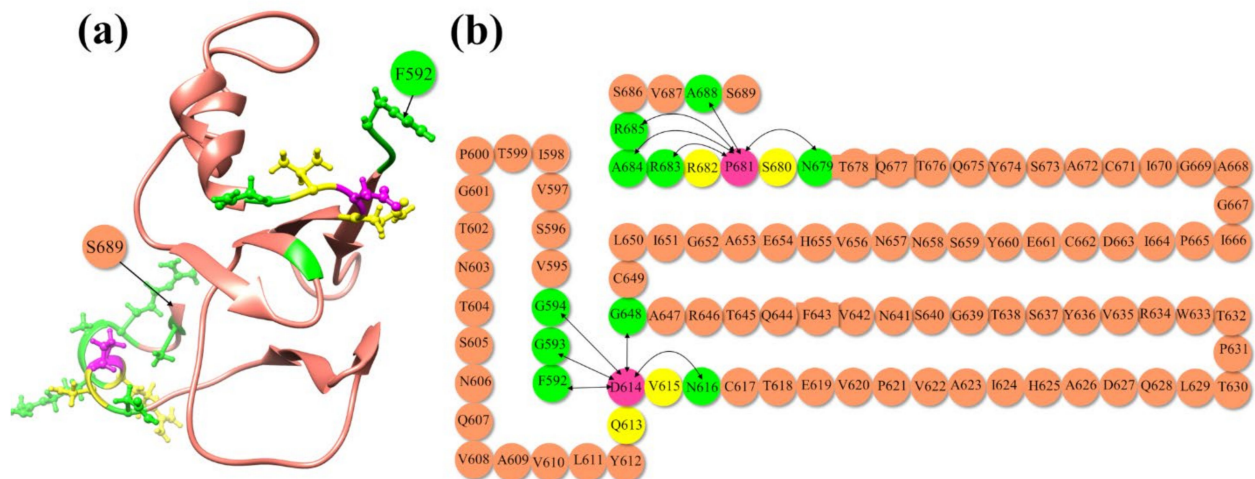 (a)
F592
S689
(b)
S686 V687 A688 S689
R685
A684 R683 R682 P681 S680 N679 T678 Q677 T676 Q675 Y674 S673 A672 C671 I670 G669 A668
P600 T599 I598
G601 V597
G667
T602 S596
L650 I651 G652 A653 E654 H655 V656 N657 N658 S659 Y660 E661 C662 D663 I664 P665 I666
N603 V595
C649
T604 G594
G648 A647 R646 T645 Q644 F643 V642 N641 S640 G639 T638 S637 Y636 V635 R634 W633 T632
S605 G593
P631
N606 F592 D614 V615 N616 C617 T618 E619 V620 P621 V622 A623 I624 H625 A626 D627 Q628 L629 T630
Q607 Q613
V608 A609 V610 L611 Y612